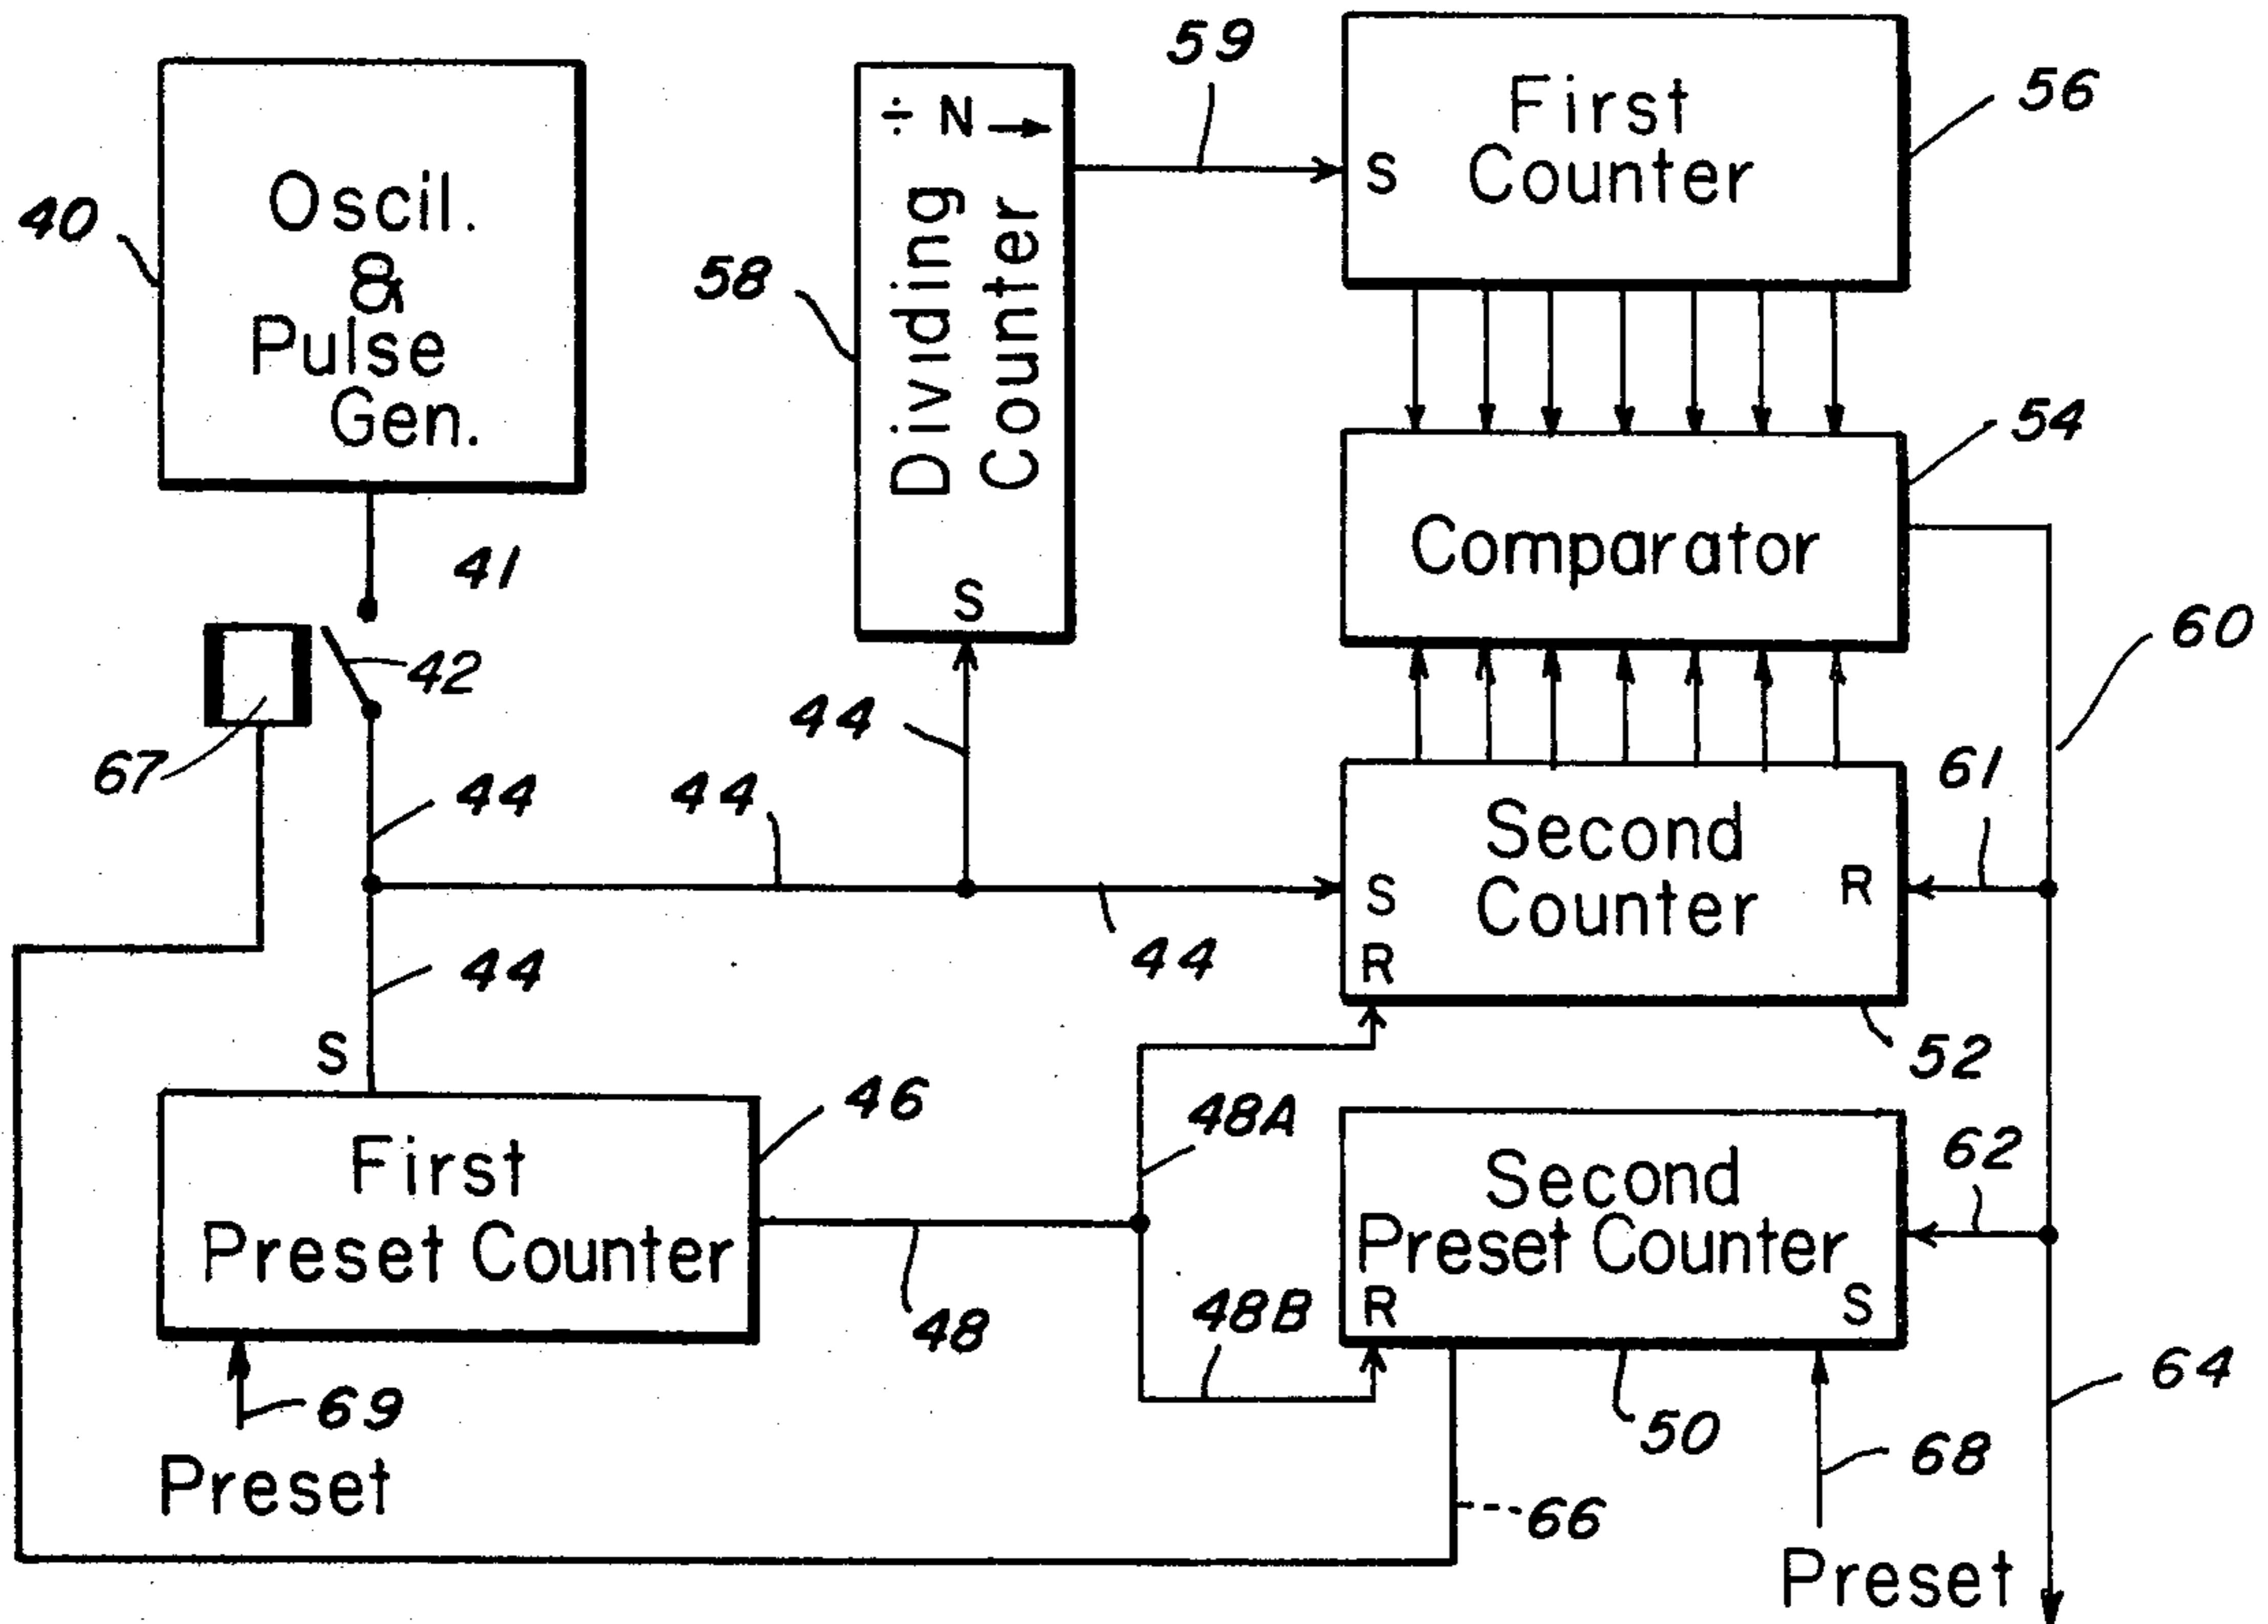 Oscil.
&
Pulse
Gen.
40
41
42
67
44
44
44
44
44
÷ N
Dividing
Counter
S
58
59
First
Counter
S
56
Comparator
54
60
Second
Counter
S
R
R
61
52
S
First
Preset Counter
46
69
Preset
48
48A
48B
Second
Preset Counter
R
S
62
50
66
68
Preset
64